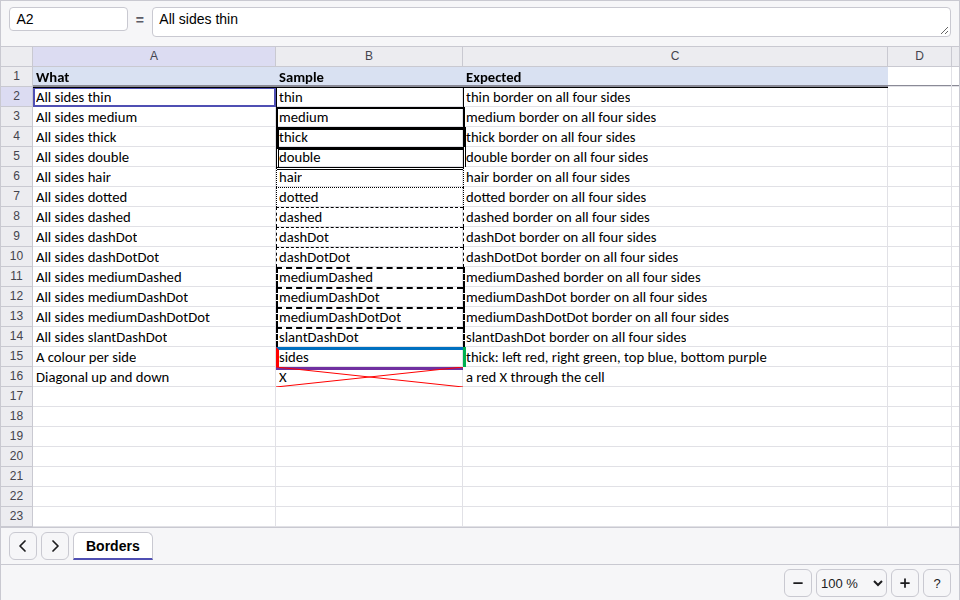 A2 = All sides thin
A B C D
1 What Sample Expected
2 All sides thin thin thin border on all four sides
3 All sides medium medium medium border on all four sides
4 All sides thick thick thick border on all four sides
5 All sides double double double border on all four sides
6 All sides hair hair hair border on all four sides
7 All sides dotted dotted dotted border on all four sides
8 All sides dashed dashed dashed border on all four sides
9 All sides dashDot dashDot dashDot border on all four sides
10 All sides dashDotDot dashDotDot dashDotDot border on all four sides
11 All sides mediumDashed mediumDashed mediumDashed border on all four sides
12 All sides mediumDashDot mediumDashDot mediumDashDot border on all four sides
13 All sides mediumDashDotDot mediumDashDotDot mediumDashDotDot border on all four sides
14 All sides slantDashDot slantDashDot slantDashDot border on all four sides
15 A colour per side sides thick: left red, right green, top blue, bottom purple
16 Diagonal up and down X a red X through the cell
17
18
19
20
21
22
23
Borders
− 100 % + ?